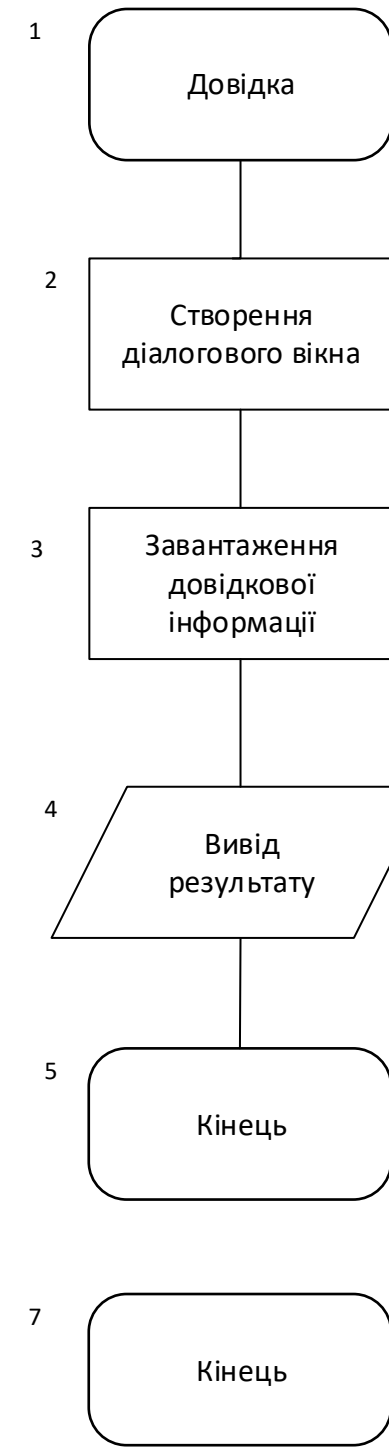 1
Довідка
2
Створення
діалогового вікна
3
Завантаження
довідкової
інформації
4
Вивід
результату
5
Кінець
7
Кінець